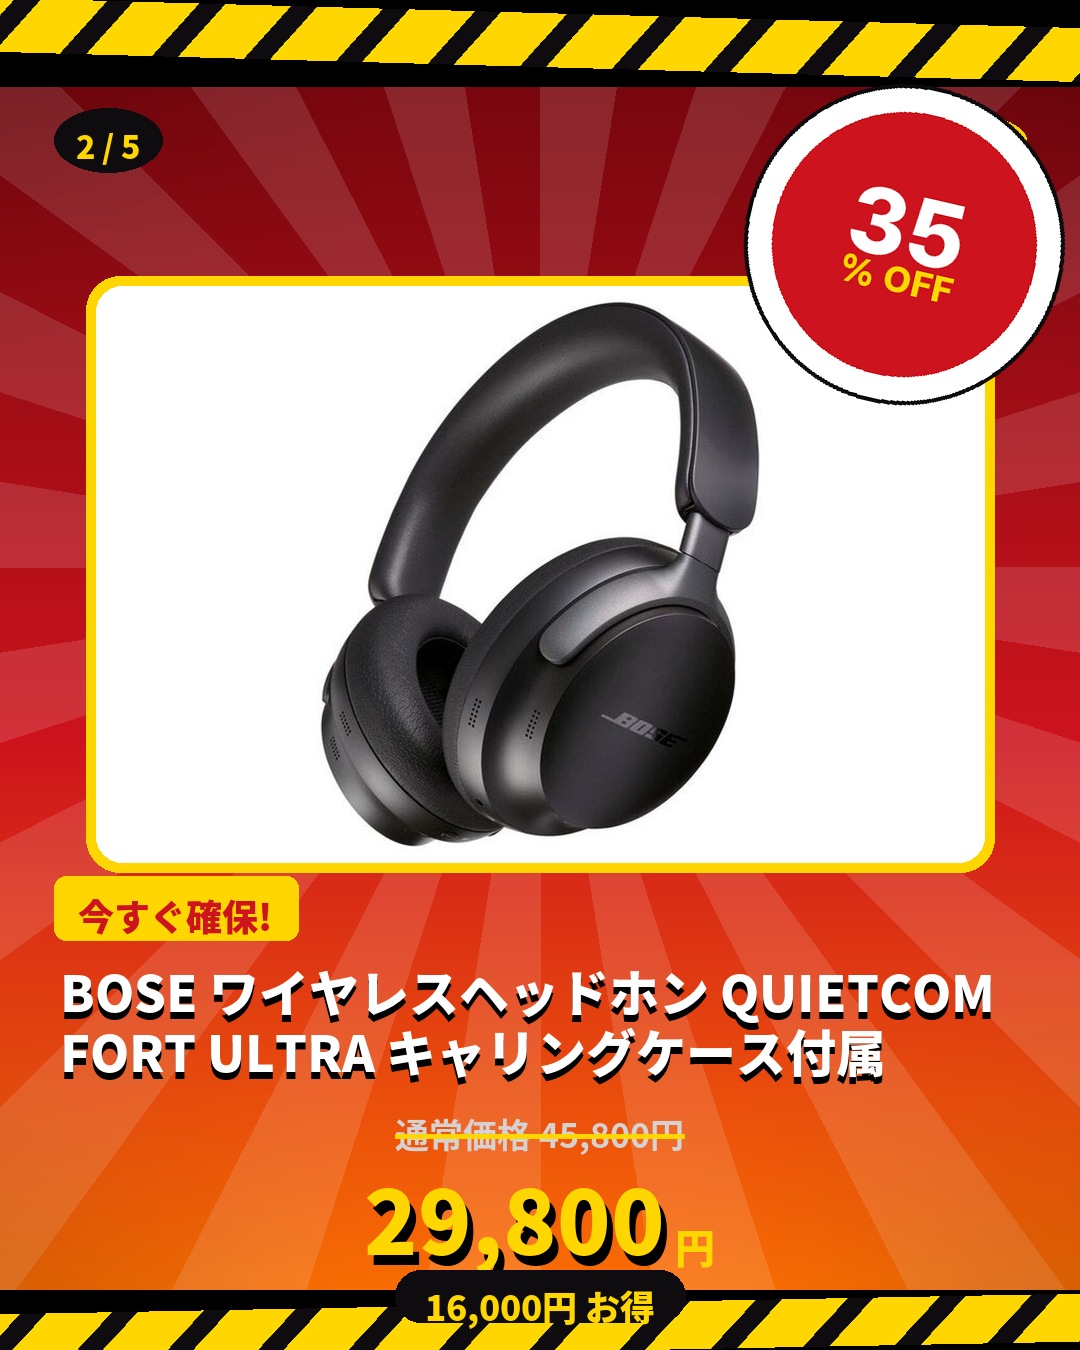 2 / 5
35
% OFF
BOSE
今すぐ確保!
BOSE ワイヤレスヘッドホン QUIETCOM
FORT ULTRA キャリングケース付属
通常価格 45,800円
29,800円
16,000円 お得